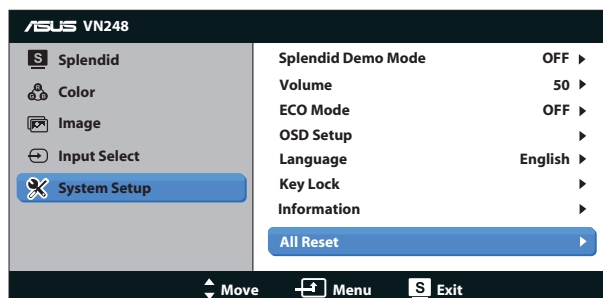 ASUS VN248
S Splendid
Color
Image
Input Select
System Setup
Splendid Demo Mode OFF
Volume 50
ECO Mode OFF
OSD Setup
Language English
Key Lock
Information
All Reset
Move Menu S Exit